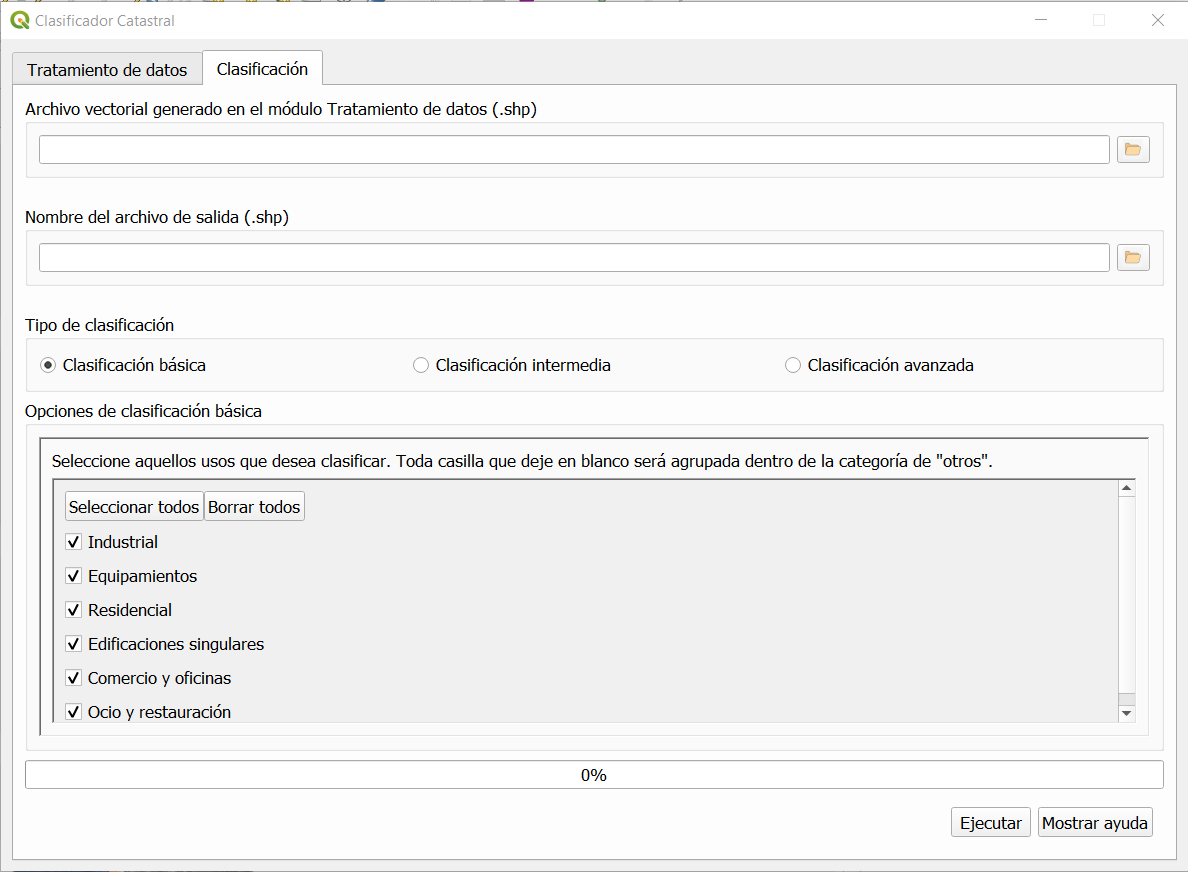 Clasificador Catastral
Tratamiento de datos
Clasificación
Archivo vectorial generado en el módulo Tratamiento de datos (.shp)
Nombre del archivo de salida (.shp)
Tipo de clasificación
Clasificación básica
Clasificación intermedia
Clasificación avanzada
Opciones de clasificación básica
Seleccione aquellos usos que desea clasificar. Toda casilla que deje en blanco será agrupada dentro de la categoría de "otros".
Seleccionar todos
Borrar todos
Industrial
Equipamientos
Residencial
Edificaciones singulares
Comercio y oficinas
Ocio y restauración
0%
Ejecutar
Mostrar ayuda